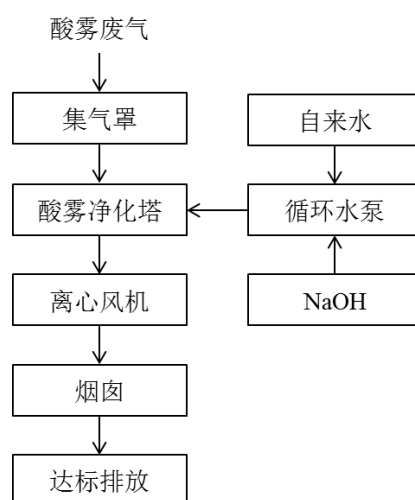 酸雾废气
集气罩
自来水
酸雾净化塔
循环水泵
离心风机
NaOH
烟囱
达标排放